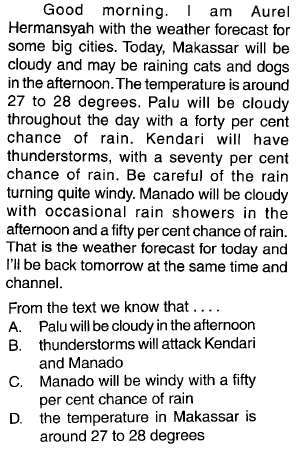 Good morning. I am Aurel
Hermansyah with the weather forecast for
some big cities. Today, Makassar will be
cloudy and may be raining cats and dogs
in the afternoon. The temperature is around
27 to 28 degrees. Palu will be cloudy
throughout the day with a forty per cent
chance of rain. Kendari will have
thunderstorms, with a seventy per cent
chance of rain. Be careful of the rain
turning quite windy. Manado will be cloudy
with occasional rain showers in the
afternoon and a fifty per cent chance of rain.
That is the weather forecast for today and
I'll be back tomorrow at the same time and
channel.
From the text we know that . . . .
A. Palu will be cloudy in the afternoon
B. thunderstorms will attack Kendari
and Manado
C. Manado will be windy with a fifty
per cent chance of rain
D. the temperature in Makassar is
around 27 to 28 degrees